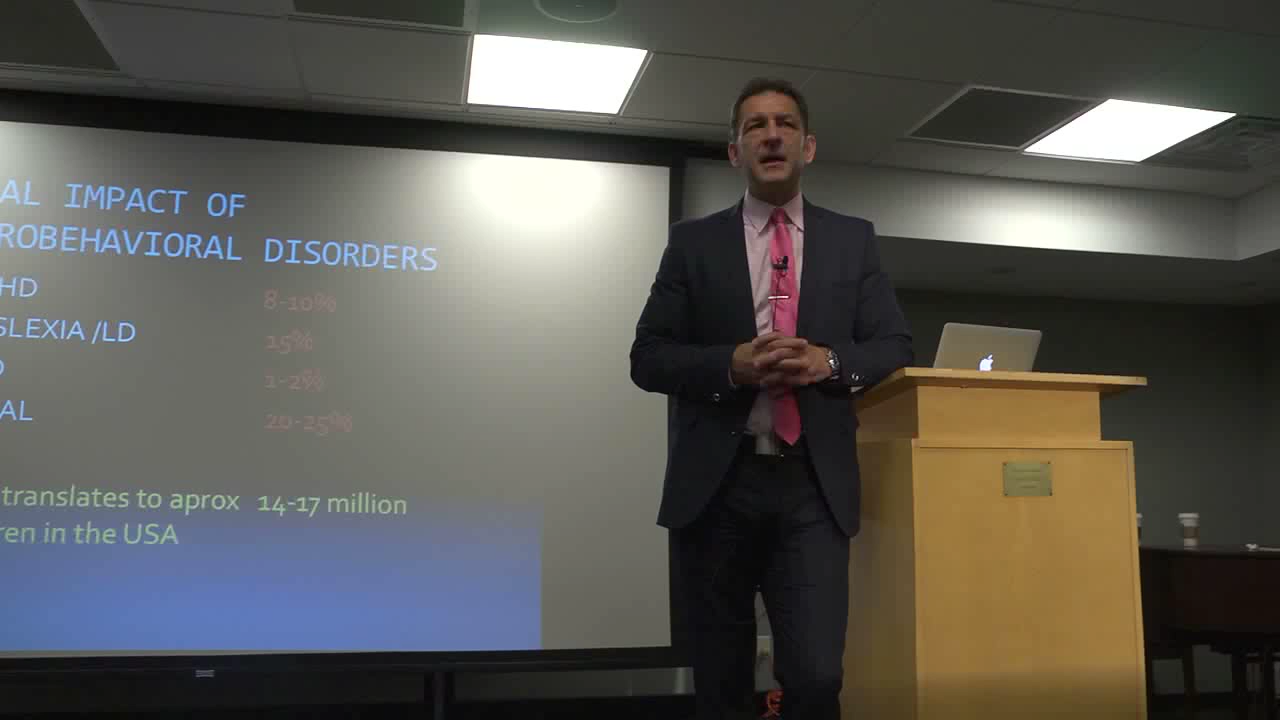 AL IMPACT OF
ROBEHAVIORAL DISORDERS
HD 8-10%
SLEXIA /LD 15%
D 1-2%
AL 20-25%
translates to aprox 14-17 million
ren in the USA